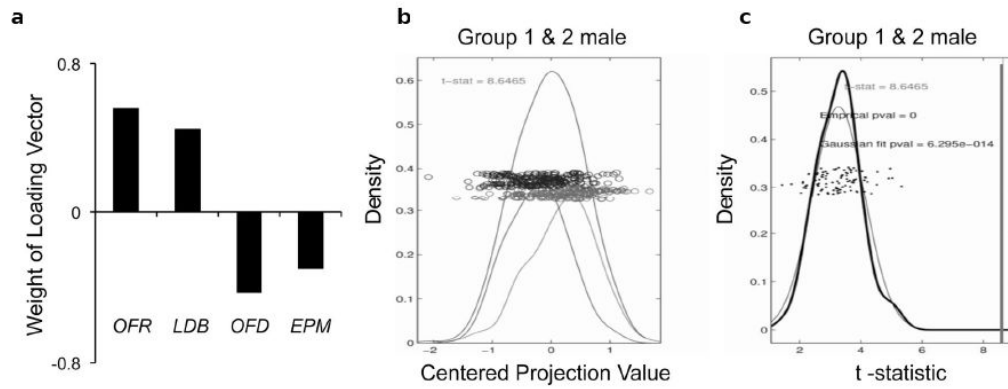 a
Weight of Loading Vector
0.8
0
-0.8
OFR LDB OFD EPM
b
Group 1 & 2 male
t-stat = 8.6465
Density
0.6
0.5
0.4
0.3
0.2
0.1
0
−2 −1 0 1
Centered Projection Value
c
Group 1 & 2 male
t-stat = 8.6465
Emprical pval = 0
Gaussian fit pval = 6.295e−014
Density
0.5
0.4
0.3
0.2
0.1
0
2 4 6 8
t -statistic